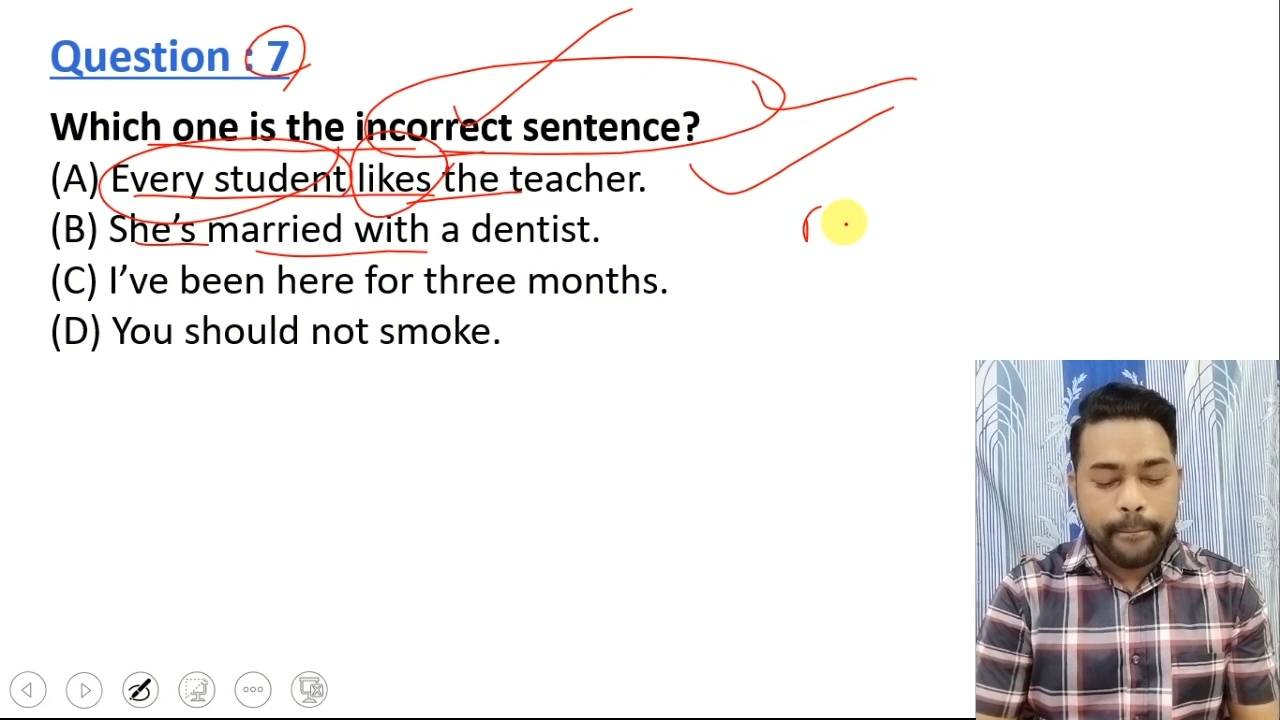 Question : 7
Which one is the incorrect sentence?
(A) Every student likes the teacher.
(B) She’s married with a dentist.
(C) I’ve been here for three months.
(D) You should not smoke.